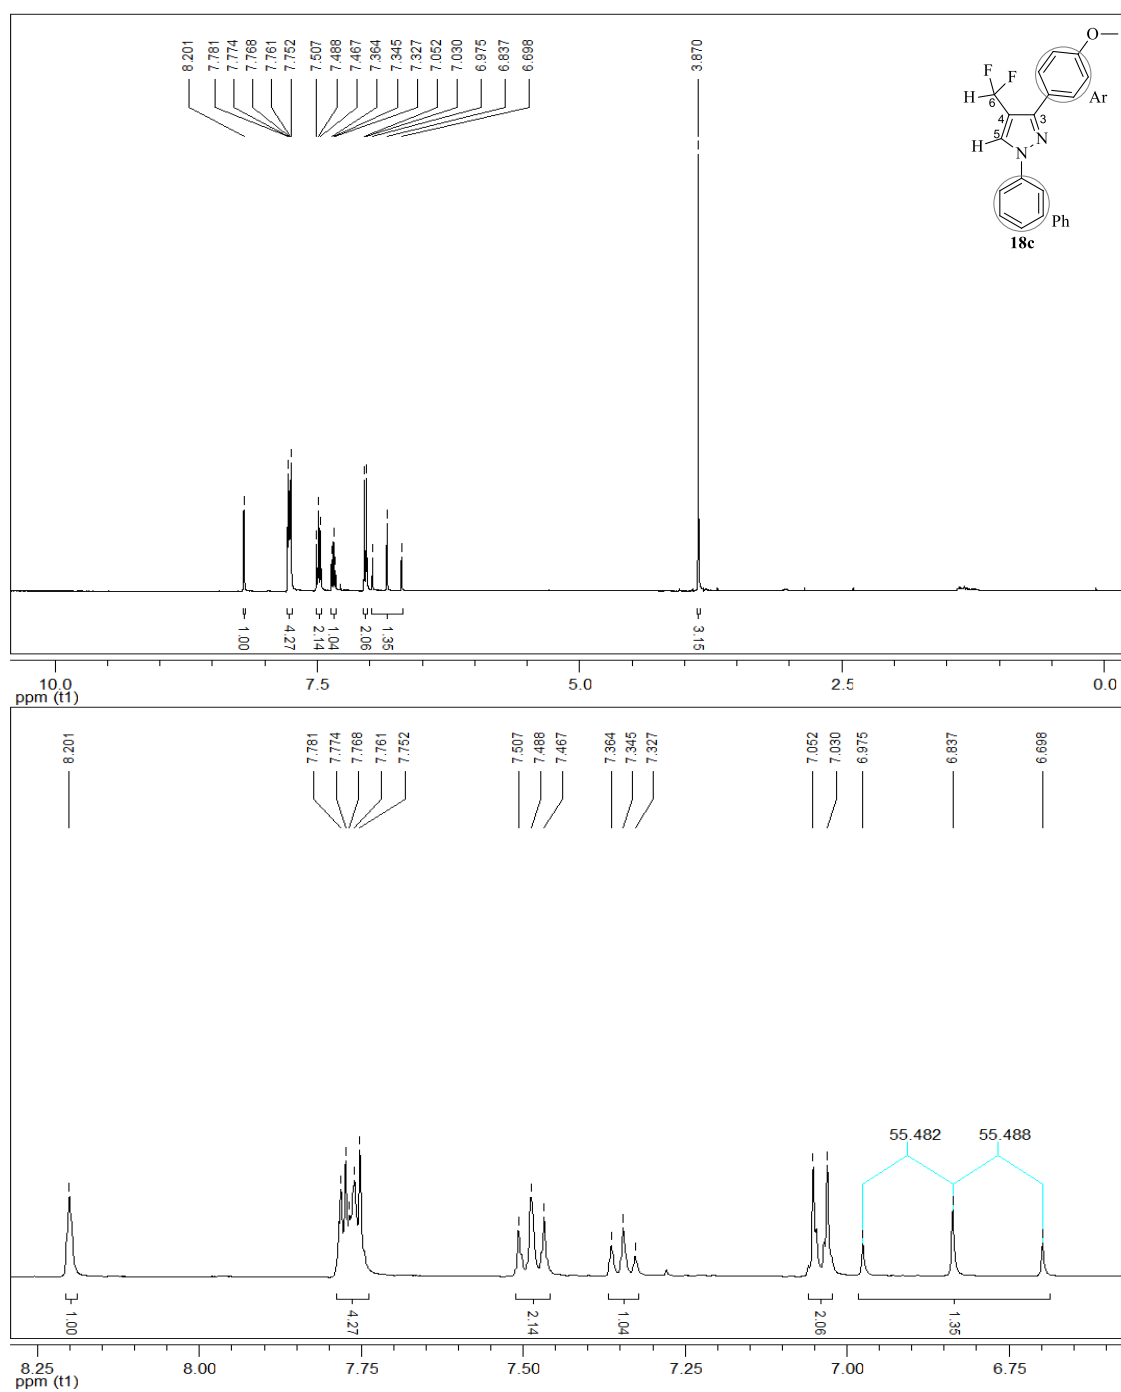 8.201 7.781 7.774 7.768 7.761 7.752 7.507 7.488 7.467 7.364 7.345 7.327 7.052 7.030 6.975 6.837 6.698 3.870
O
F
F
H
6
Ar
4
3
H
5
N
N
Ph
18c
1.00 4.27 2.14 1.04 2.06 1.35 3.15
10.0 7.5 5.0 2.5 0.0
ppm (t1)
8.201 7.781 7.774 7.768 7.761 7.752 7.507 7.488 7.467 7.364 7.345 7.327 7.052 7.030 6.975 6.837 6.698
55.482 55.488
1.00 4.27 2.14 1.04 2.06 1.35
8.25 8.00 7.75 7.50 7.25 7.00 6.75
ppm (t1)